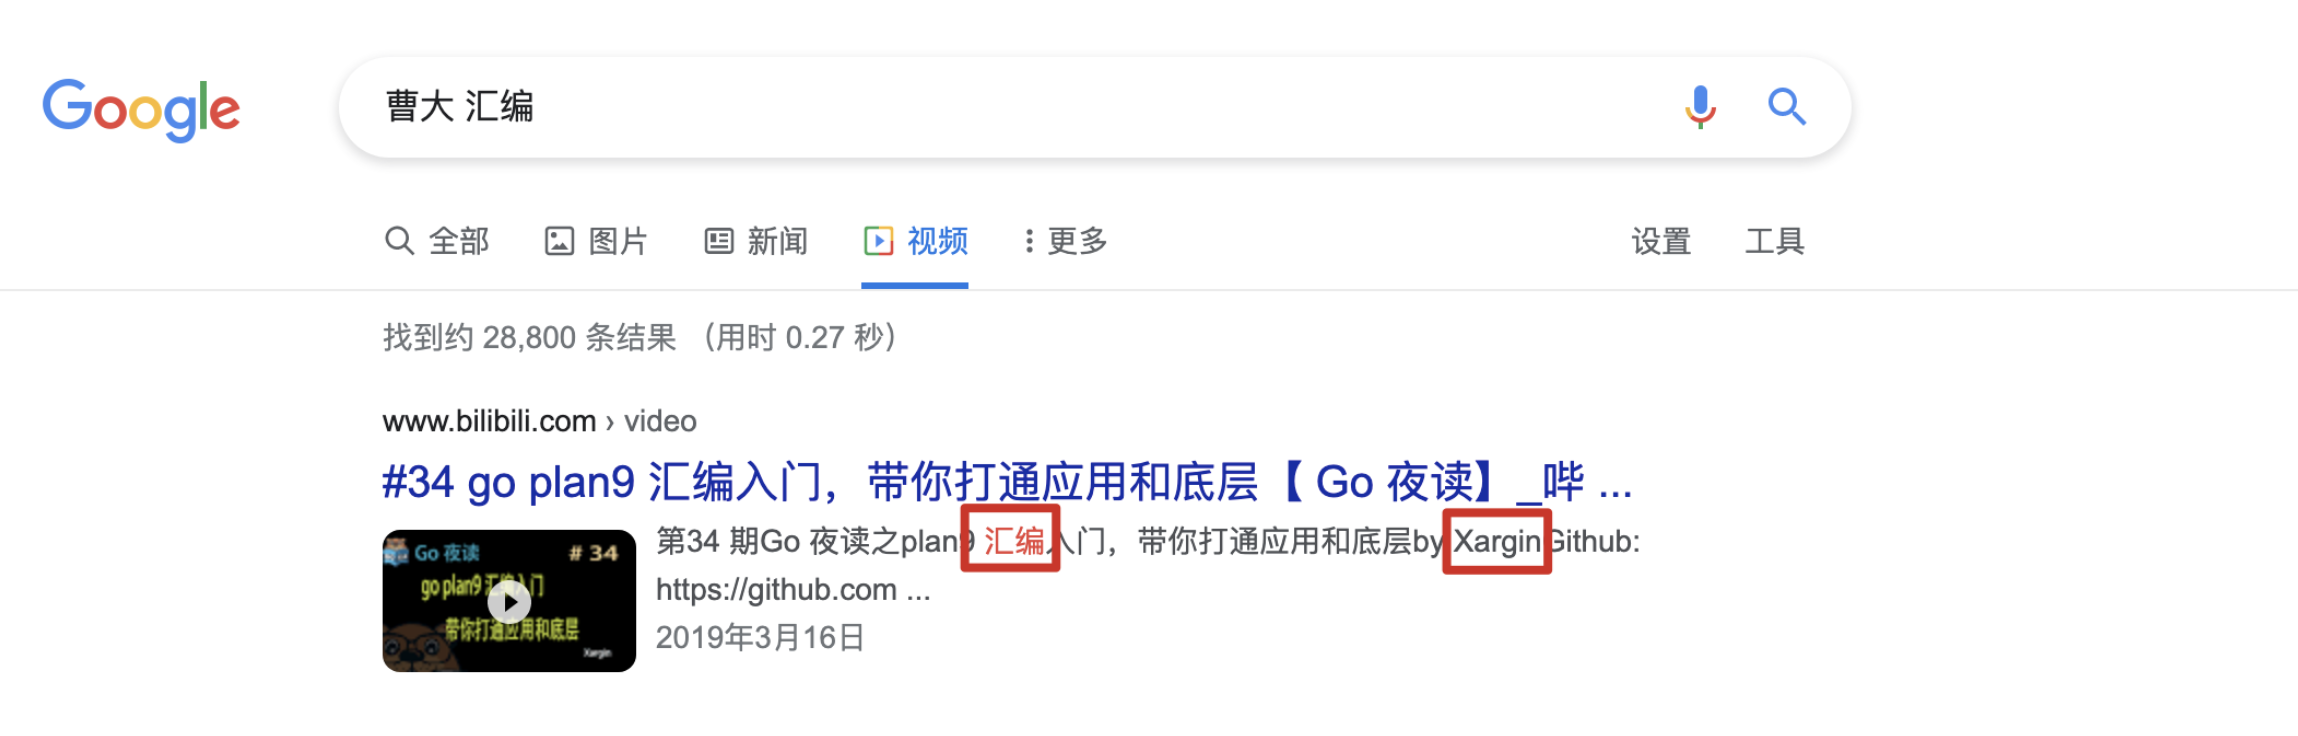 Google
曹大 汇编
全部 图片 新闻 视频 更多 设置 工具
找到约 28,800 条结果 （用时 0.27 秒）
www.bilibili.com › video
#34 go plan9 汇编入门，带你打通应用和底层【 Go 夜读】_哔 ...
第34 期Go 夜读之plan9 汇编入门，带你打通应用和底层by Xargin Github:
https://github.com ...
2019年3月16日
Go 夜读 # 34
go plan9 汇编入门
带你打通应用和底层
Xargin